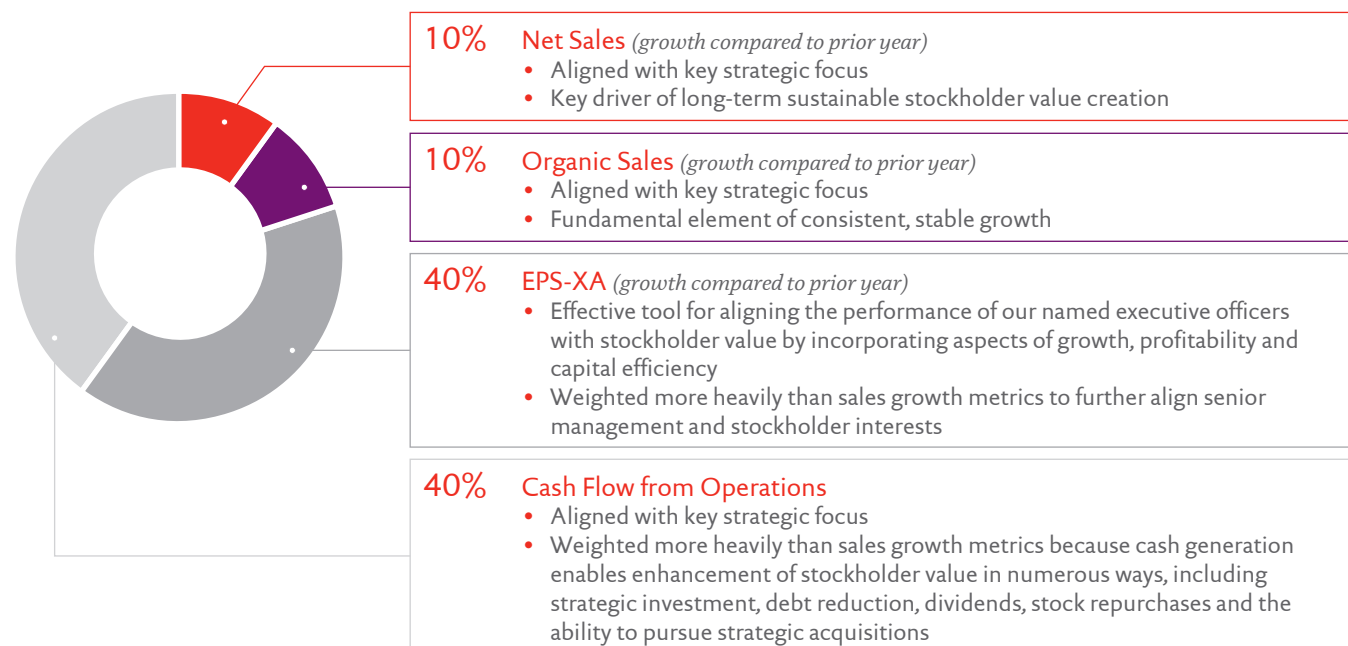 10% Net Sales (growth compared to prior year)
• Aligned with key strategic focus
• Key driver of long-term sustainable stockholder value creation
10% Organic Sales (growth compared to prior year)
• Aligned with key strategic focus
• Fundamental element of consistent, stable growth
40% EPS-XA (growth compared to prior year)
• Effective tool for aligning the performance of our named executive officers
with stockholder value by incorporating aspects of growth, profitability and
capital efficiency
• Weighted more heavily than sales growth metrics to further align senior
management and stockholder interests
40% Cash Flow from Operations
• Aligned with key strategic focus
• Weighted more heavily than sales growth metrics because cash generation
enables enhancement of stockholder value in numerous ways, including
strategic investment, debt reduction, dividends, stock repurchases and the
ability to pursue strategic acquisitions